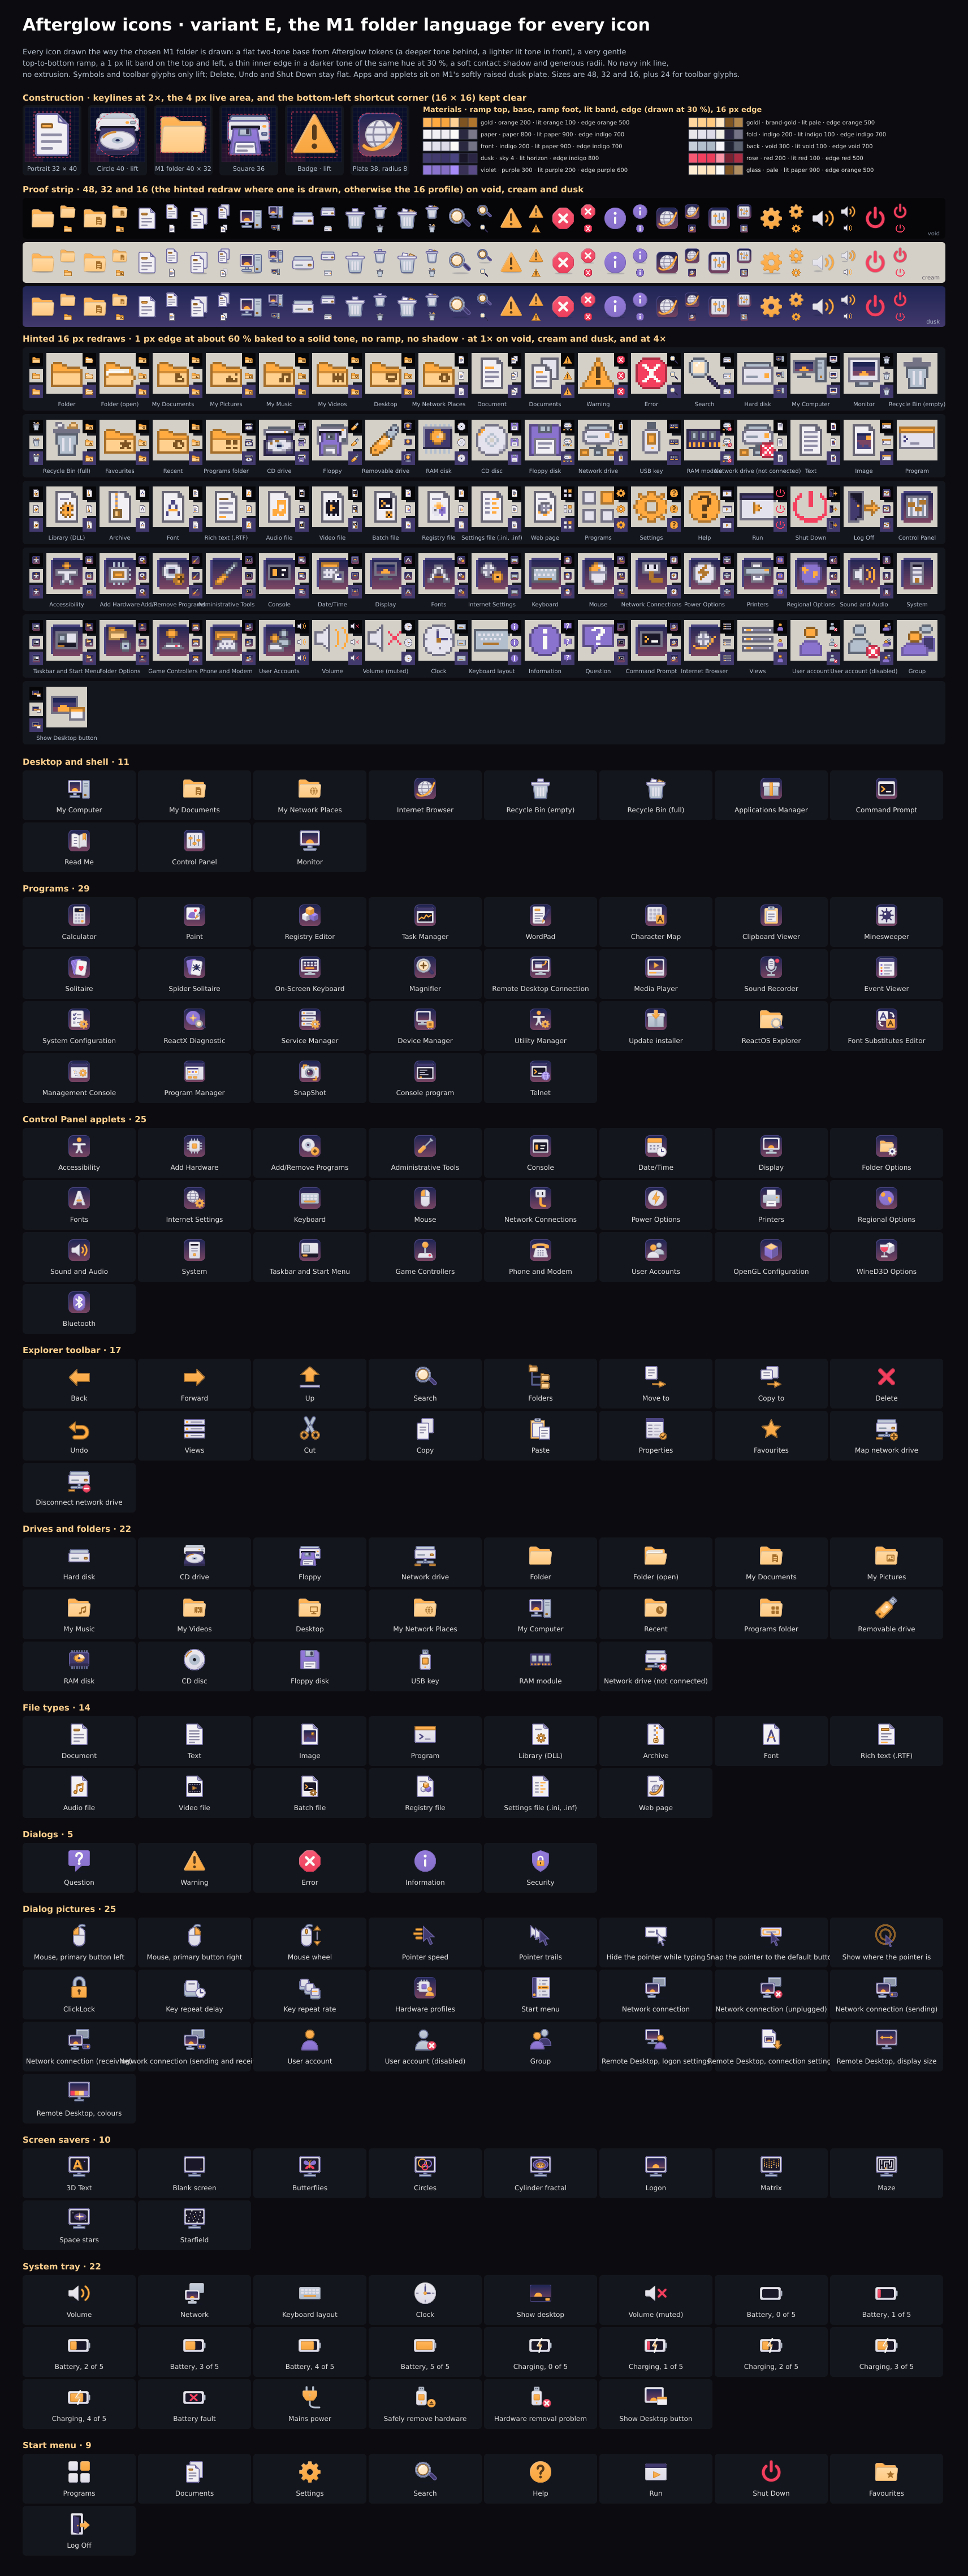 Afterglow icons · variant E, the M1 folder language for every icon
Every icon drawn the way the chosen M1 folder is drawn: a flat two-tone base from Afterglow tokens (a deeper tone behind, a lighter lit tone in front), a very gentle
top-to-bottom ramp, a 1 px lit band on the top and left, a thin inner edge in a darker tone of the same hue at 30 %, a soft contact shadow and generous radii. No navy ink line,
no extrusion. Symbols and toolbar glyphs only lift; Delete, Undo and Shut Down stay flat. Apps and applets sit on M1's softly raised dusk plate. Sizes are 48, 32 and 16, plus 24 for toolbar glyphs.
Construction · keylines at 2×, the 4 px live area, and the bottom-left shortcut corner (16 × 16) kept clear
Portrait 32 × 40
Circle 40 · lift
M1 folder 40 × 32
Square 36
Badge · lift
Plate 38, radius 8
Materials · ramp top, base, ramp foot, lit band, edge (drawn at 30 %), 16 px edge
gold · orange 200 · lit orange 100 · edge orange 500
goldl · brand-gold · lit pale · edge orange 500
paper · paper 800 · lit paper 900 · edge indigo 700
fold · indigo 200 · lit indigo 100 · edge indigo 700
front · indigo 200 · lit paper 900 · edge indigo 700
back · void 300 · lit void 100 · edge void 700
dusk · sky 4 · lit horizon · edge indigo 800
rose · red 200 · lit red 100 · edge red 500
violet · purple 300 · lit purple 200 · edge purple 600
glass · pale · lit paper 900 · edge orange 500
Proof strip · 48, 32 and 16 (the hinted redraw where one is drawn, otherwise the 16 profile) on void, cream and dusk
void
cream
dusk
Hinted 16 px redraws · 1 px edge at about 60 % baked to a solid tone, no ramp, no shadow · at 1× on void, cream and dusk, and at 4×
Folder
Folder (open)
My Documents
My Pictures
My Music
My Videos
Desktop
My Network Places
Document
Documents
Warning
Error
Search
Hard disk
My Computer
Monitor
Recycle Bin (empty)
Recycle Bin (full)
Favourites
Recent
Programs folder
CD drive
Floppy
Removable drive
RAM disk
CD disc
Floppy disk
Network drive
USB key
RAM module
Network drive (not connected)
Text
Image
Program
Library (DLL)
Archive
Font
Rich text (.RTF)
Audio file
Video file
Batch file
Registry file
Settings file (.ini, .inf)
Web page
Programs
Settings
Help
Run
Shut Down
Log Off
Control Panel
Accessibility
Add Hardware
Add/Remove Programs
Administrative Tools
Console
Date/Time
Display
Fonts
Internet Settings
Keyboard
Mouse
Network Connections
Power Options
Printers
Regional Options
Sound and Audio
System
Taskbar and Start Menu
Folder Options
Game Controllers
Phone and Modem
User Accounts
Volume
Volume (muted)
Clock
Keyboard layout
Information
Question
Command Prompt
Internet Browser
Views
User account
User account (disabled)
Group
Show Desktop button
Desktop and shell · 11
My Computer
My Documents
My Network Places
Internet Browser
Recycle Bin (empty)
Recycle Bin (full)
Applications Manager
Command Prompt
Read Me
Control Panel
Monitor
Programs · 29
Calculator
Paint
Registry Editor
Task Manager
WordPad
Character Map
Clipboard Viewer
Minesweeper
Solitaire
Spider Solitaire
On-Screen Keyboard
Magnifier
Remote Desktop Connection
Media Player
Sound Recorder
Event Viewer
System Configuration
ReactX Diagnostic
Service Manager
Device Manager
Utility Manager
Update installer
ReactOS Explorer
Font Substitutes Editor
Management Console
Program Manager
SnapShot
Console program
Telnet
Control Panel applets · 25
Accessibility
Add Hardware
Add/Remove Programs
Administrative Tools
Console
Date/Time
Display
Folder Options
Fonts
Internet Settings
Keyboard
Mouse
Network Connections
Power Options
Printers
Regional Options
Sound and Audio
System
Taskbar and Start Menu
Game Controllers
Phone and Modem
User Accounts
OpenGL Configuration
WineD3D Options
Bluetooth
Explorer toolbar · 17
Back
Forward
Up
Search
Folders
Move to
Copy to
Delete
Undo
Views
Cut
Copy
Paste
Properties
Favourites
Map network drive
Disconnect network drive
Drives and folders · 22
Hard disk
CD drive
Floppy
Network drive
Folder
Folder (open)
My Documents
My Pictures
My Music
My Videos
Desktop
My Network Places
My Computer
Recent
Programs folder
Removable drive
RAM disk
CD disc
Floppy disk
USB key
RAM module
Network drive (not connected)
File types · 14
Document
Text
Image
Program
Library (DLL)
Archive
Font
Rich text (.RTF)
Audio file
Video file
Batch file
Registry file
Settings file (.ini, .inf)
Web page
Dialogs · 5
Question
Warning
Error
Information
Security
Dialog pictures · 25
Mouse, primary button left
Mouse, primary button right
Mouse wheel
Pointer speed
Pointer trails
Hide the pointer while typing
Snap the pointer to the default butto
Show where the pointer is
ClickLock
Key repeat delay
Key repeat rate
Hardware profiles
Start menu
Network connection
Network connection (unplugged)
Network connection (sending)
Network connection (receiving)
Network connection (sending and recei
User account
User account (disabled)
Group
Remote Desktop, logon settings
Remote Desktop, connection setting
Remote Desktop, display size
Remote Desktop, colours
Screen savers · 10
3D Text
Blank screen
Butterflies
Circles
Cylinder fractal
Logon
Matrix
Maze
Space stars
Starfield
System tray · 22
Volume
Network
Keyboard layout
Clock
Show desktop
Volume (muted)
Battery, 0 of 5
Battery, 1 of 5
Battery, 2 of 5
Battery, 3 of 5
Battery, 4 of 5
Battery, 5 of 5
Charging, 0 of 5
Charging, 1 of 5
Charging, 2 of 5
Charging, 3 of 5
Charging, 4 of 5
Battery fault
Mains power
Safely remove hardware
Hardware removal problem
Show Desktop button
Start menu · 9
Programs
Documents
Settings
Search
Help
Run
Shut Down
Favourites
Log Off